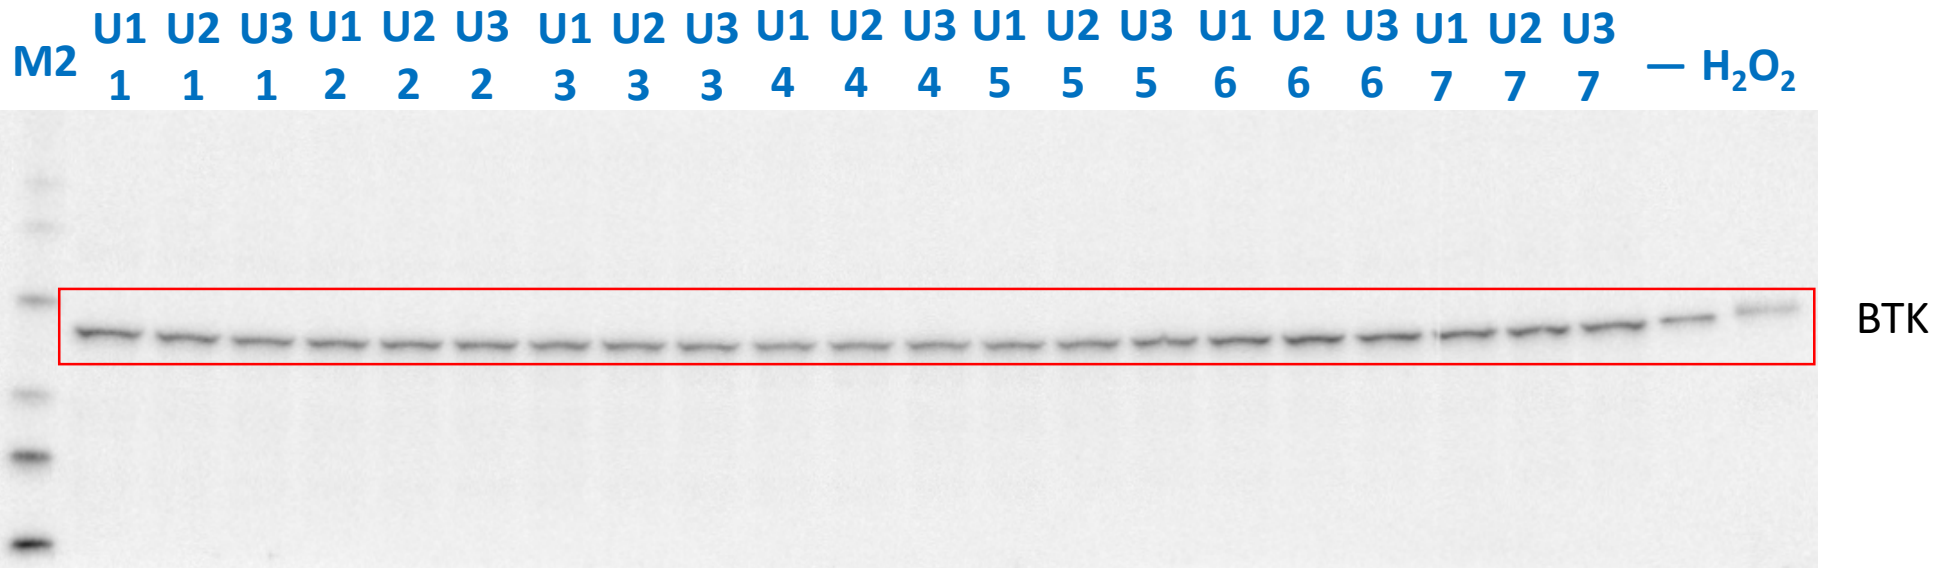 M2 U1 U2 U3 U1 U2 U3 U1 U2 U3 U1 U2 U3 U1 U2 U3 U1 U2 U3 U1 U2 U3 — H₂O₂
1 1 1 2 2 2 3 3 3 4 4 4 5 5 5 6 6 6 7 7 7
BTK